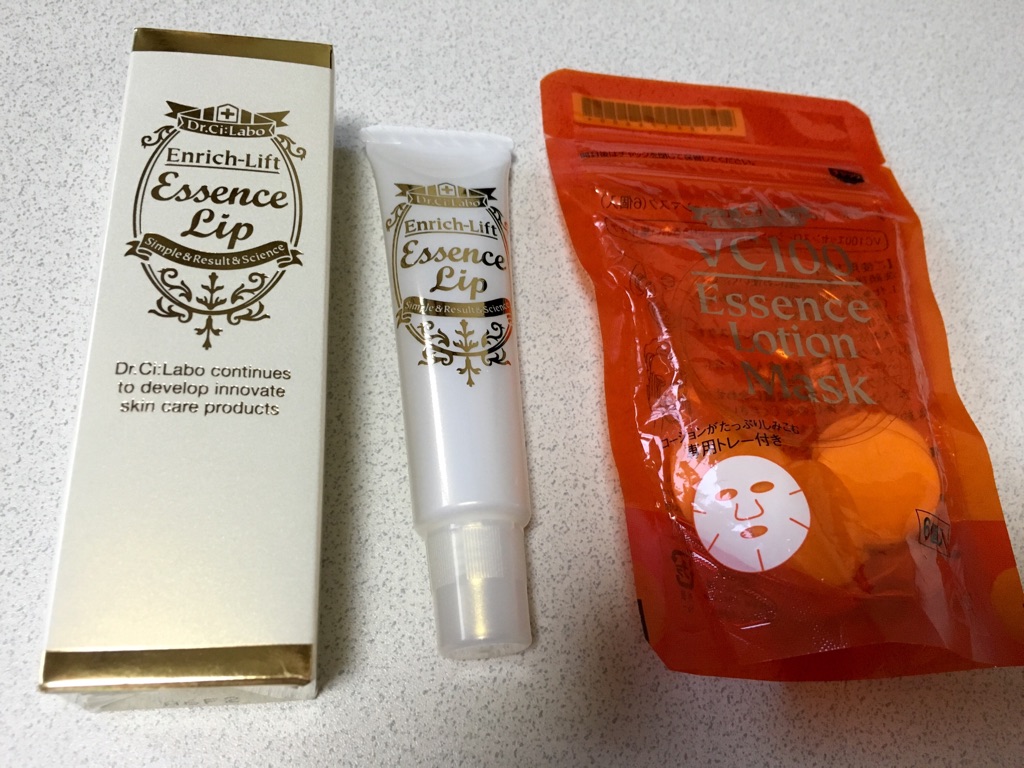 Dr.Ci:Labo
Enrich-Lift
Essence
Lip
Simple&Result&Science
Dr.Ci:Labo continues
to develop innovate
skin care products
Dr.Ci:Labo
Enrich-Lift
Essence
Lip
Simple&Result&Science
VC100
Essence
Lotion
Mask
ローションがたっぷりしみこむ
専用トレー付き